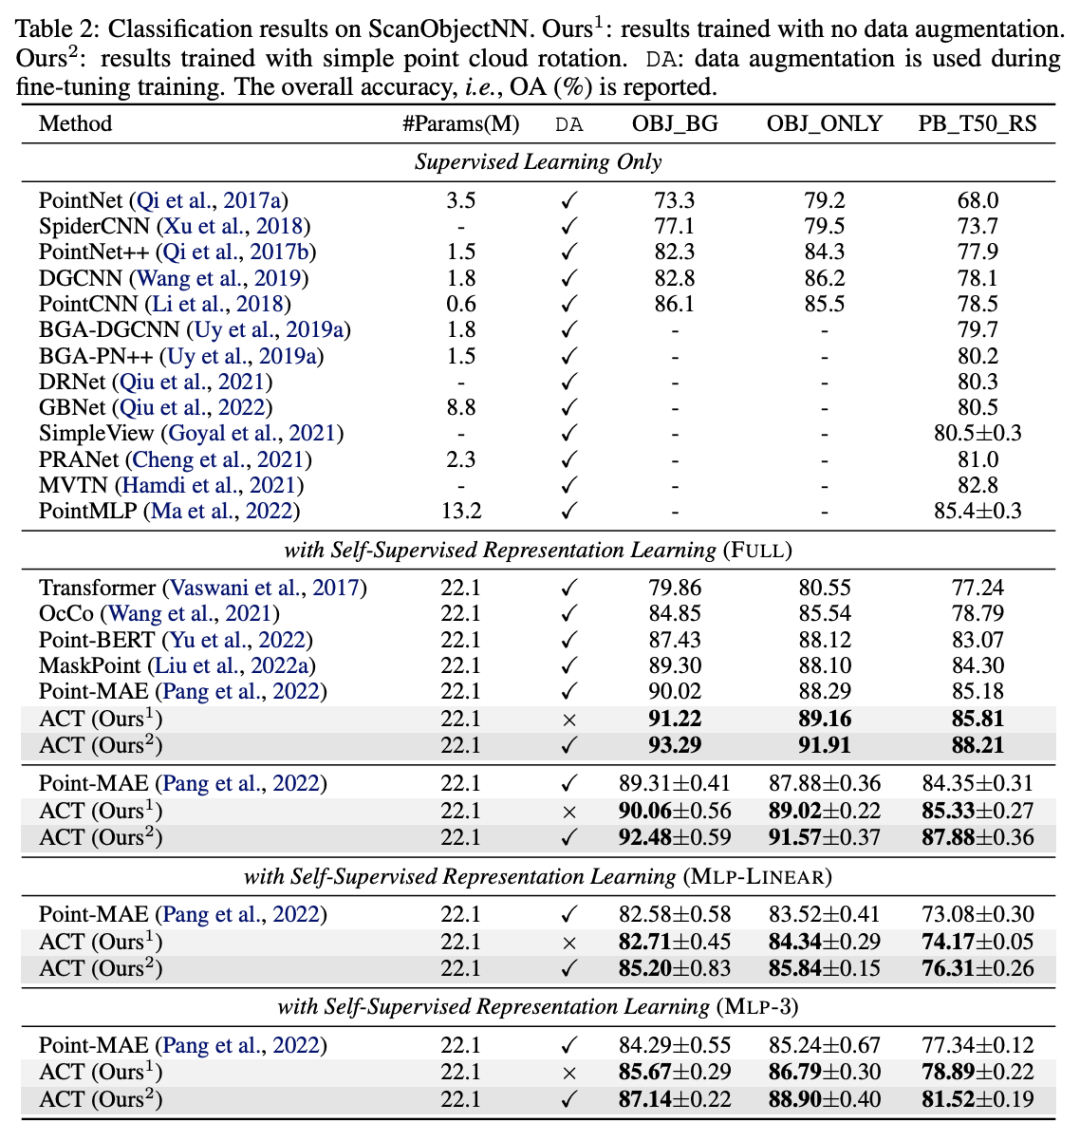 Table 2: Classification results on ScanObjectNN. Ours¹: results trained with no data augmentation.
Ours²: results trained with simple point cloud rotation. DA: data augmentation is used during
fine-tuning training. The overall accuracy, i.e., OA (%) is reported.
Method #Params(M) DA OBJ_BG OBJ_ONLY PB_T50_RS
Supervised Learning Only
PointNet (Qi et al., 2017a) 3.5 ✓ 73.3 79.2 68.0
SpiderCNN (Xu et al., 2018) - ✓ 77.1 79.5 73.7
PointNet++ (Qi et al., 2017b) 1.5 ✓ 82.3 84.3 77.9
DGCNN (Wang et al., 2019) 1.8 ✓ 82.8 86.2 78.1
PointCNN (Li et al., 2018) 0.6 ✓ 86.1 85.5 78.5
BGA-DGCNN (Uy et al., 2019a) 1.8 ✓ - - 79.7
BGA-PN++ (Uy et al., 2019a) 1.5 ✓ - - 80.2
DRNet (Qiu et al., 2021) - ✓ - - 80.3
GBNet (Qiu et al., 2022) 8.8 ✓ - - 80.5
SimpleView (Goyal et al., 2021) - ✓ - - 80.5±0.3
PRANet (Cheng et al., 2021) 2.3 ✓ - - 81.0
MVTN (Hamdi et al., 2021) - ✓ - - 82.8
PointMLP (Ma et al., 2022) 13.2 ✓ - - 85.4±0.3
with Self-Supervised Representation Learning (FULL)
Transformer (Vaswani et al., 2017) 22.1 ✓ 79.86 80.55 77.24
OcCo (Wang et al., 2021) 22.1 ✓ 84.85 85.54 78.79
Point-BERT (Yu et al., 2022) 22.1 ✓ 87.43 88.12 83.07
MaskPoint (Liu et al., 2022a) 22.1 ✓ 89.30 88.10 84.30
Point-MAE (Pang et al., 2022) 22.1 ✓ 90.02 88.29 85.18
ACT (Ours¹) 22.1 × 91.22 89.16 85.81
ACT (Ours²) 22.1 ✓ 93.29 91.91 88.21
Point-MAE (Pang et al., 2022) 22.1 ✓ 89.31±0.41 87.88±0.36 84.35±0.31
ACT (Ours¹) 22.1 × 90.06±0.56 89.02±0.22 85.33±0.27
ACT (Ours²) 22.1 ✓ 92.48±0.59 91.57±0.37 87.88±0.36
with Self-Supervised Representation Learning (MLP-LINEAR)
Point-MAE (Pang et al., 2022) 22.1 ✓ 82.58±0.58 83.52±0.41 73.08±0.30
ACT (Ours¹) 22.1 × 82.71±0.45 84.34±0.29 74.17±0.05
ACT (Ours²) 22.1 ✓ 85.20±0.83 85.84±0.15 76.31±0.26
with Self-Supervised Representation Learning (MLP-3)
Point-MAE (Pang et al., 2022) 22.1 ✓ 84.29±0.55 85.24±0.67 77.34±0.12
ACT (Ours¹) 22.1 × 85.67±0.29 86.79±0.30 78.89±0.22
ACT (Ours²) 22.1 ✓ 87.14±0.22 88.90±0.40 81.52±0.19